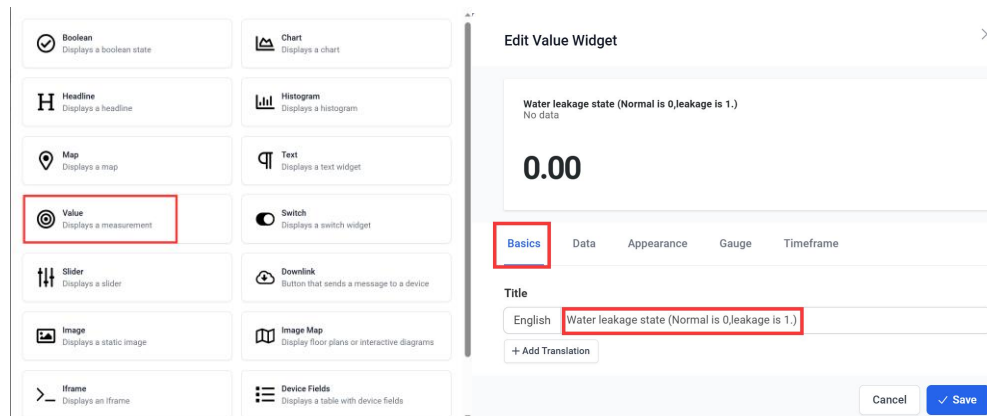 Boolean
Displays a boolean state
Chart
Displays a chart
Headline
Displays a headline
Histogram
Displays a histogram
Map
Displays a map
Text
Displays a text widget
Value
Displays a measurement
Switch
Displays a switch widget
Slider
Displays a slider
Downlink
Button that sends a message to a device
Image
Displays a static image
Image Map
Display floor plans or interactive diagrams
Iframe
Displays an Iframe
Device Fields
Displays a table with device fields
Edit Value Widget
Water leakage state (Normal is 0,leakage is 1.)
No data
0.00
Basics Data Appearance Gauge Timeframe
Title
English Water leakage state (Normal is 0,leakage is 1.)
+ Add Translation
Cancel Save